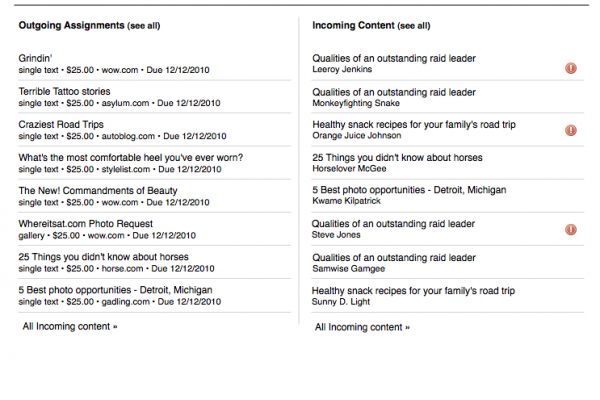 Outgoing Assignments (see all)
Grindin'
single text • $25.00 • wow.com • Due 12/12/2010
Terrible Tattoo stories
single text • $25.00 • asylum.com • Due 12/12/2010
Craziest Road Trips
single text • $25.00 • autoblog.com • Due 12/12/2010
What's the most comfortable heel you've ever worn?
single text • $25.00 • stylelist.com • Due 12/12/2010
The New! Commandments of Beauty
single text • $25.00 • wow.com • Due 12/12/2010
Whereitsat.com Photo Request
gallery • $25.00 • wow.com • Due 12/12/2010
25 Things you didn't know about horses
single text • $25.00 • horse.com • Due 12/12/2010
5 Best photo opportunities - Detroit, Michigan
single text • $25.00 • gadling.com • Due 12/12/2010
All Incoming content »
Incoming Content (see all)
Qualities of an outstanding raid leader
Leeroy Jenkins
Qualities of an outstanding raid leader
Monkeyfighting Snake
Healthy snack recipes for your family's road trip
Orange Juice Johnson
25 Things you didn't know about horses
Horselover McGee
5 Best photo opportunities - Detroit, Michigan
Kwame Kilpatrick
Qualities of an outstanding raid leader
Steve Jones
Qualities of an outstanding raid leader
Samwise Gamgee
Healthy snack recipes for your family's road trip
Sunny D. Light
All Incoming content »